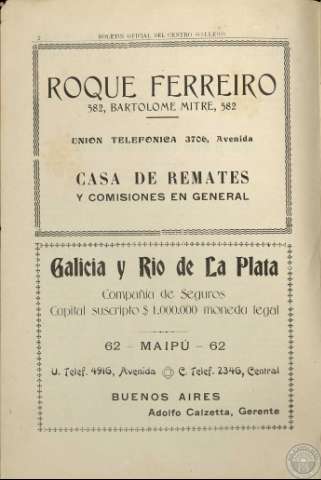 2 BOLETIN OFICIAL DEL CENTRO GALLEGO
ROQUE FERREIRO
582, BARTOLOME MITRE, 582
UNION TELEFONICA 3706, Avenida
CASA DE REMATES
Y COMISIONES EN GENERAL
Galicia y Rio de La Plata
Compañia de Seguros
Capital suscripto $ 1.000.000 moneda legal
62 – MAIPÚ – 62
U. Telef. 4916, Avenida C. Telef. 2346, Central
BUENOS AIRES
Adolfo Calzetta, Gerente